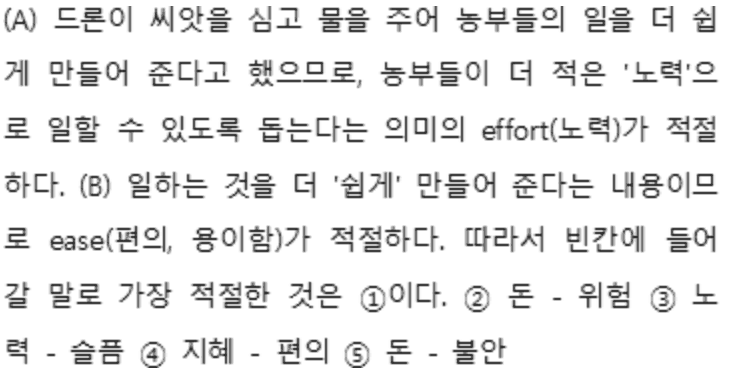 (A) 드론이 씨앗을 심고 물을 주어 농부들의 일을 더 쉽
게 만들어 준다고 했으므로, 농부들이 더 적은 '노력'으
로 일할 수 있도록 돕는다는 의미의 effort(노력)가 적절
하다. (B) 일하는 것을 더 '쉽게' 만들어 준다는 내용이므
로 ease(편의, 용이함)가 적절하다. 따라서 빈칸에 들어
갈 말로 가장 적절한 것은 ①이다. ② 돈 - 위험 ③ 노
력 - 슬픔 ④ 지혜 - 편의 ⑤ 돈 - 불안